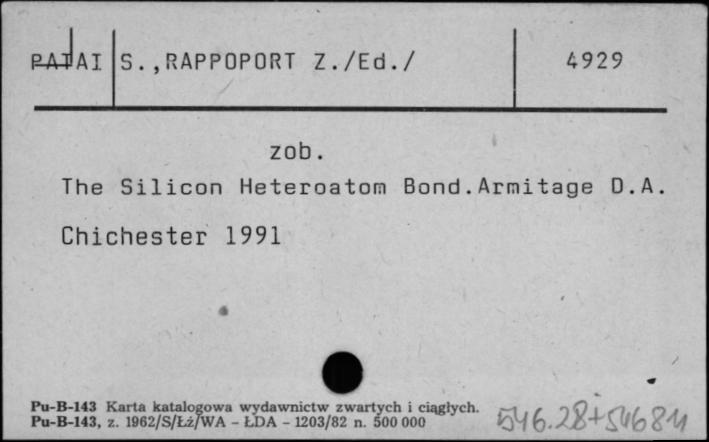 PATAI S.,RAPPOPORT Z./Ed./ 4929
zob.
The Silicon Heteroatom Bond.Armitage D.A.
Chichester 1991
Pu-B-143 Karta katalogowa wydawnictw zwartych i ciągłych.
Pu-B-143, z. 1962/S/Łż/WA – ŁDA – 1203/82 n. 500 000
546.28+546.811